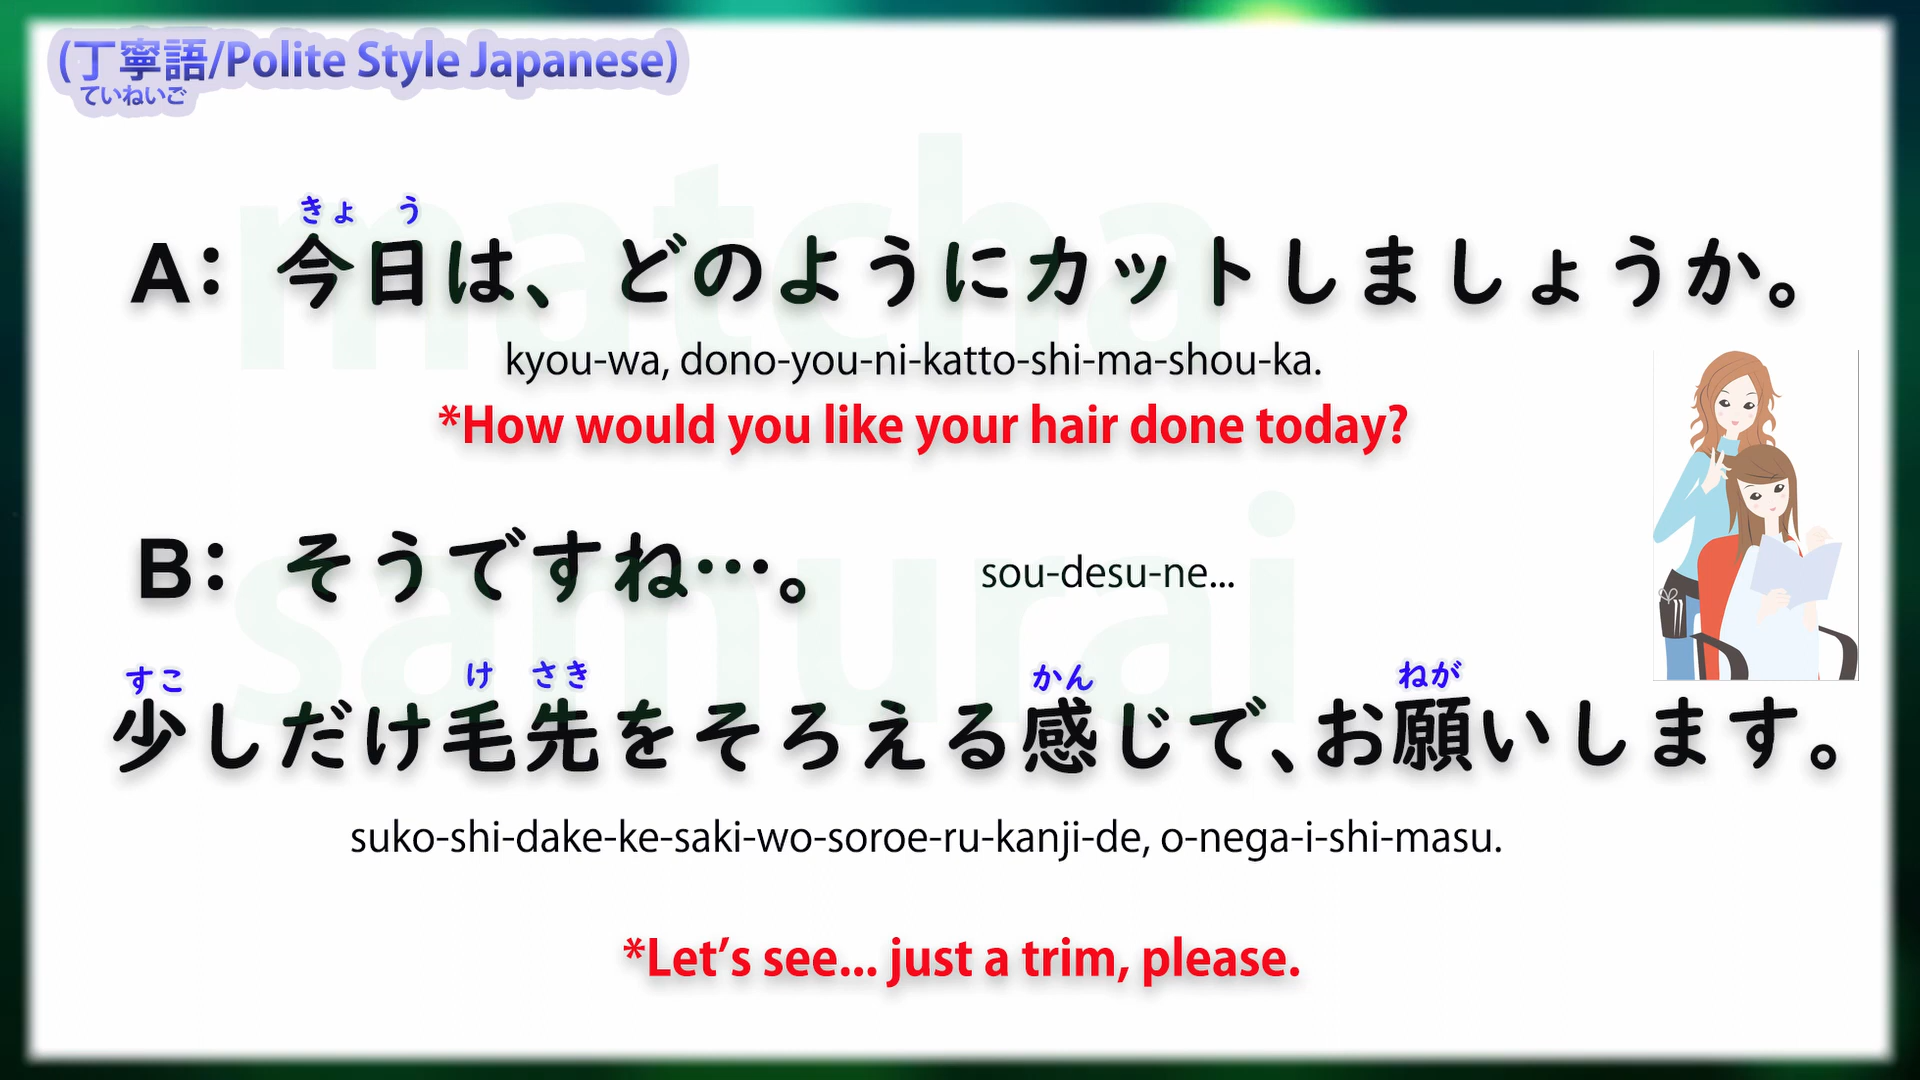 (丁寧語/Polite Style Japanese)
ていねいご
matcha
きょう
A: 今日は、どのようにカットしましょうか。
kyou-wa, dono-you-ni-katto-shi-ma-shou-ka.
*How would you like your hair done today?
samurai
B: そうですね…。 sou-desu-ne...
すこ け さき かん ねが
少しだけ毛先をそろえる感じで、お願いします。
suko-shi-dake-ke-saki-wo-soroe-ru-kanji-de, o-nega-i-shi-masu.
*Let’s see... just a trim, please.